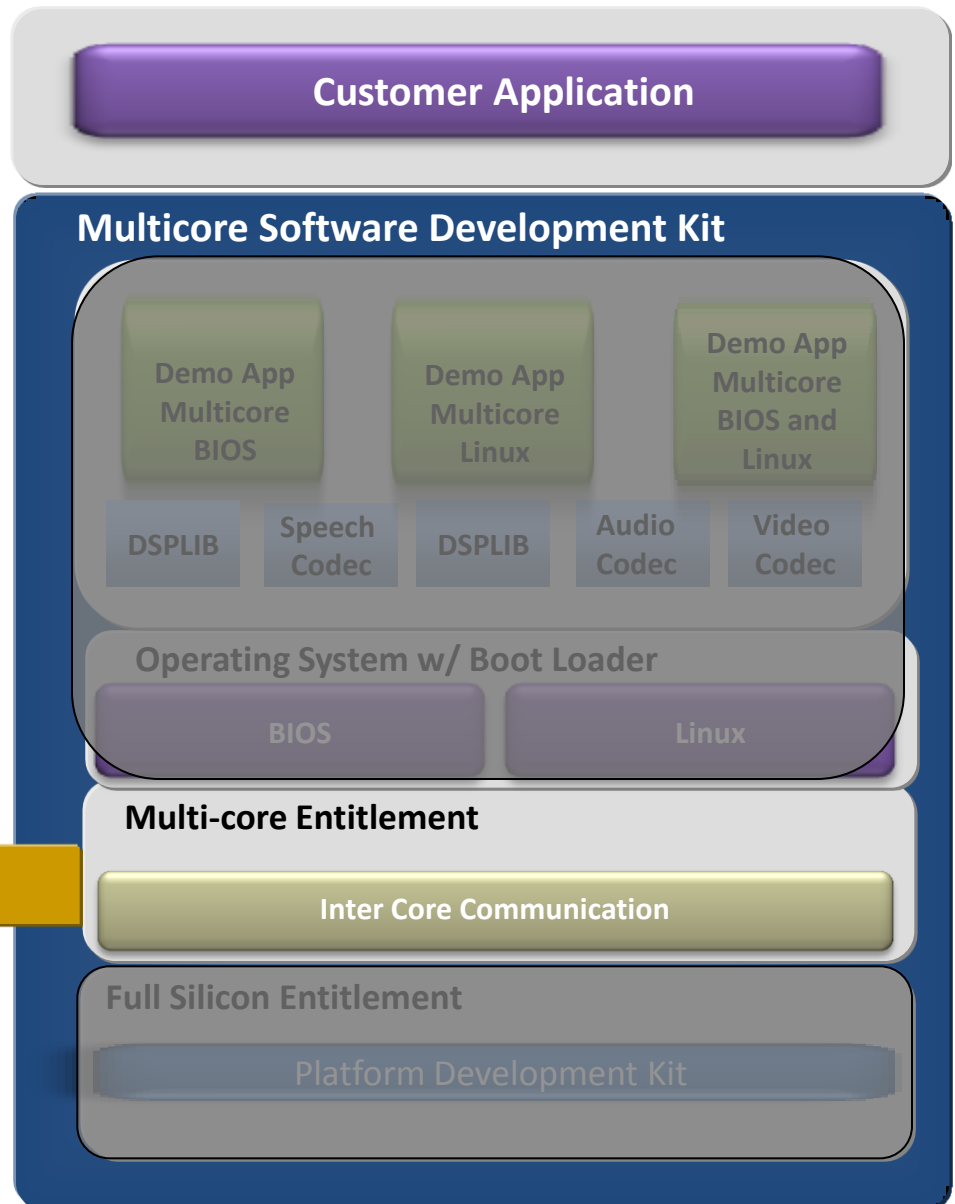 Customer Application
Multicore Software Development Kit
Demo App
Multicore
BIOS
Demo App
Multicore
Linux
Demo App
Multicore
BIOS and
Linux
DSPLIB
Speech
Codec
DSPLIB
Audio
Codec
Video
Codec
Operating System w/ Boot Loader
BIOS
Linux
Multi-core Entitlement
Inter Core Communication
Full Silicon Entitlement
Platform Development Kit